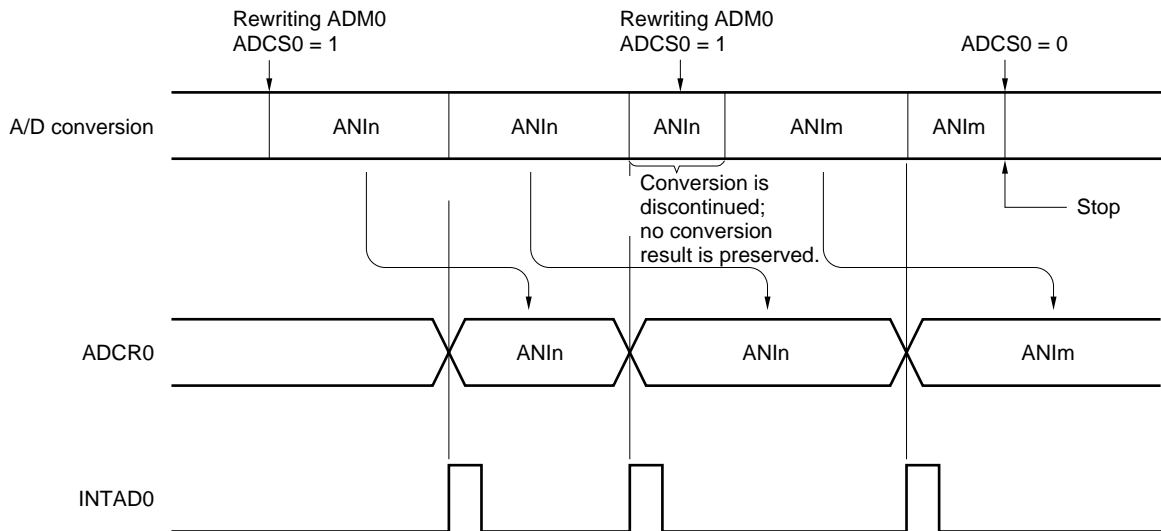 Rewriting ADM0
ADCS0 = 1
Rewriting ADM0
ADCS0 = 1
ADCS0 = 0
A/D conversion
ANIn
ANIn
ANIn
ANIm
ANIm
Conversion is
discontinued;
no conversion
result is preserved.
Stop
ADCR0
ANIn
ANIn
ANIm
INTAD0